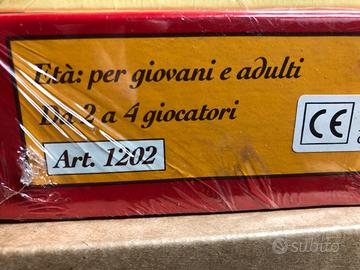 Età: per giovani e adulti
Da 2 a 4 giocatori
Art. 1202
CE
subito